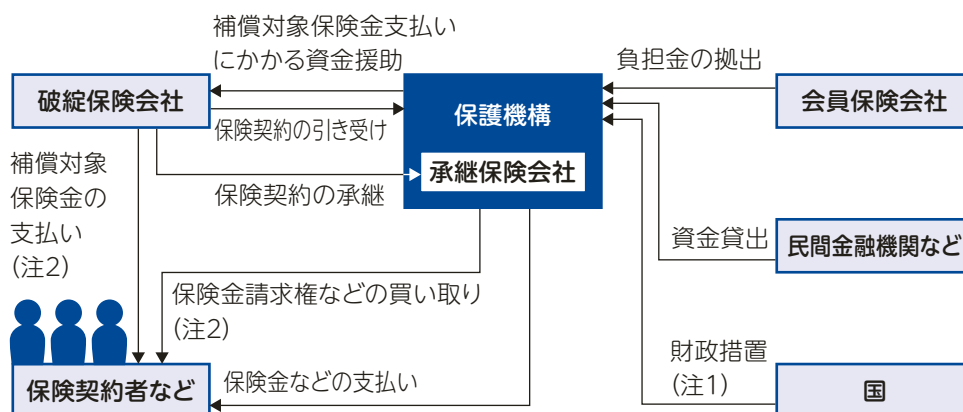 補償対象保険金支払い
にかかる資金援助
負担金の拠出
破綻保険会社
保護機構
会員保険会社
保険契約の引き受け
補償対象
保険金の
支払い
(注2)
承継保険会社
保険契約の承継
資金貸出
民間金融機関など
保険金請求権などの買い取り
(注2)
財政措置
(注1)
保険契約者など
保険金などの支払い
国